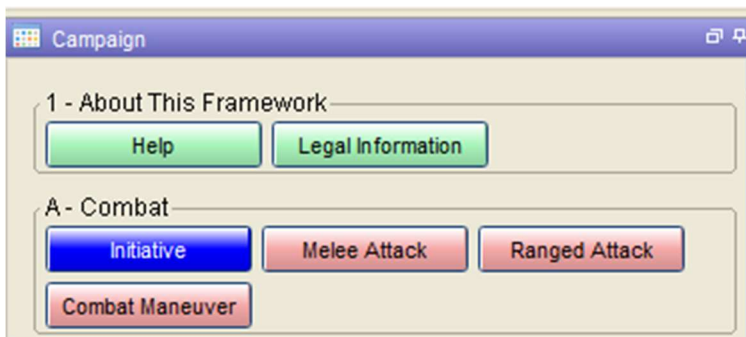 Campaign
1 - About This Framework
Help Legal Information
A - Combat
Initiative Melee Attack Ranged Attack
Combat Maneuver